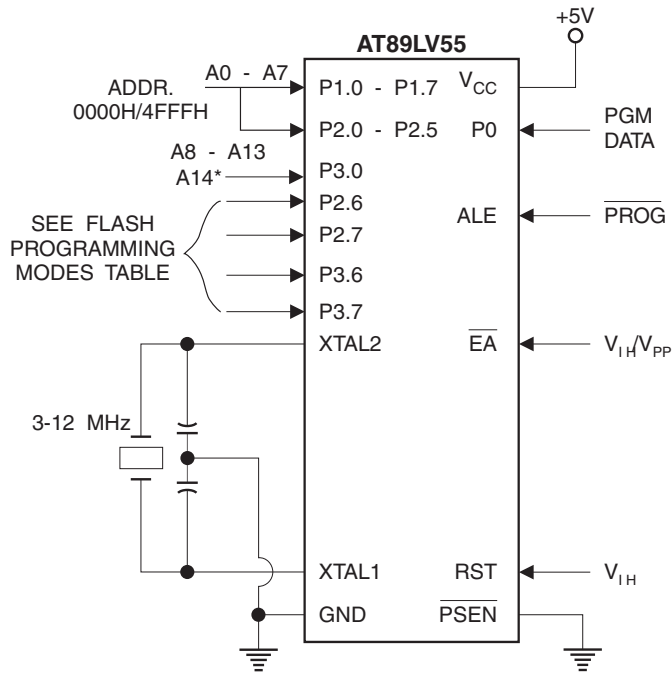 +5V
AT89LV55
A0 - A7
ADDR.
0000H/4FFFH
P1.0 - P1.7
VCC
P2.0 - P2.5
P0
PGM
DATA
A8 - A13
A14*
P3.0
P2.6
ALE
PROG
SEE FLASH
PROGRAMMING
MODES TABLE
P2.7
P3.6
P3.7
XTAL2
EA
VIH/VPP
3-12 MHz
XTAL1
RST
VIH
GND
PSEN